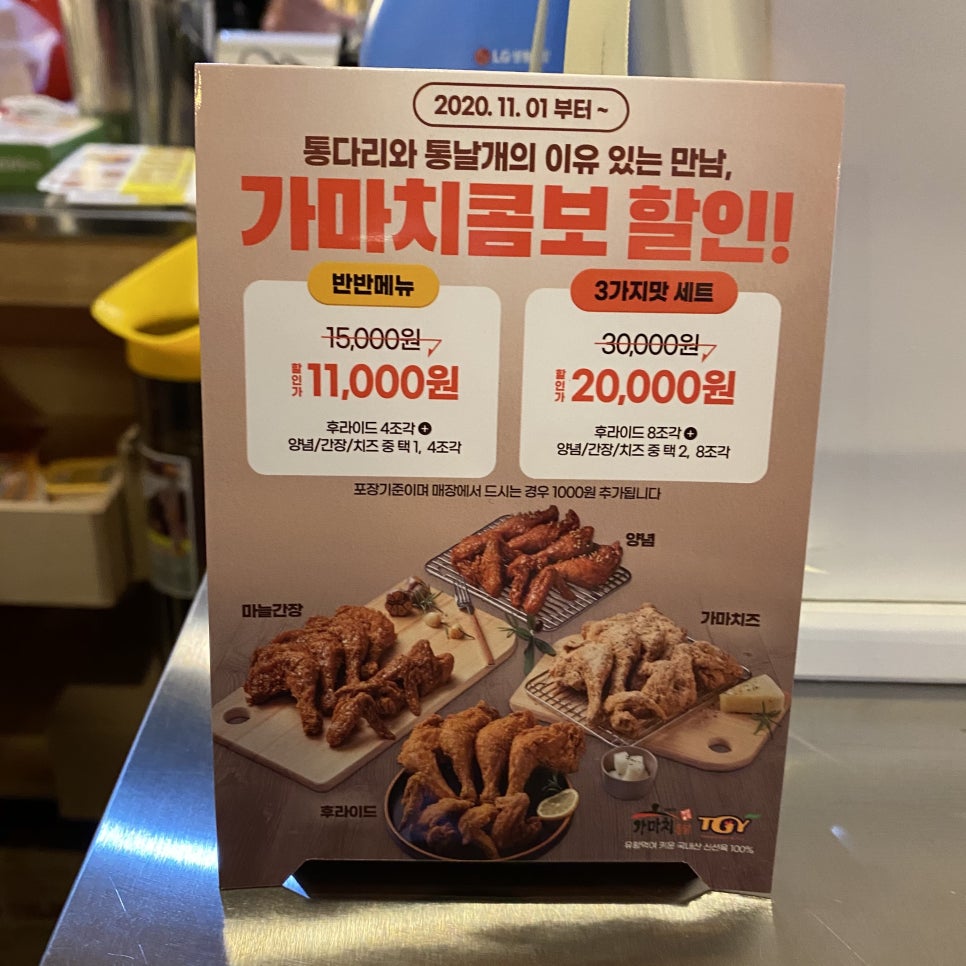 LG
2020. 11. 01 부터 ~
통다리와 통날개의 이유 있는 만남,
가마치콤보 할인!
반반메뉴
15,000원
할인가 11,000원
후라이드 4조각 +
양념/간장/치즈 중 택 1, 4조각
3가지맛 세트
30,000원
할인가 20,000원
후라이드 8조각 +
양념/간장/치즈 중 택 2, 8조각
포장기준이며 매장에서 드시는 경우 1000원 추가됩니다
양념
마늘간장
가마치즈
후라이드
가마치 TGY
유황먹여 키운 국내산 신선육 100%